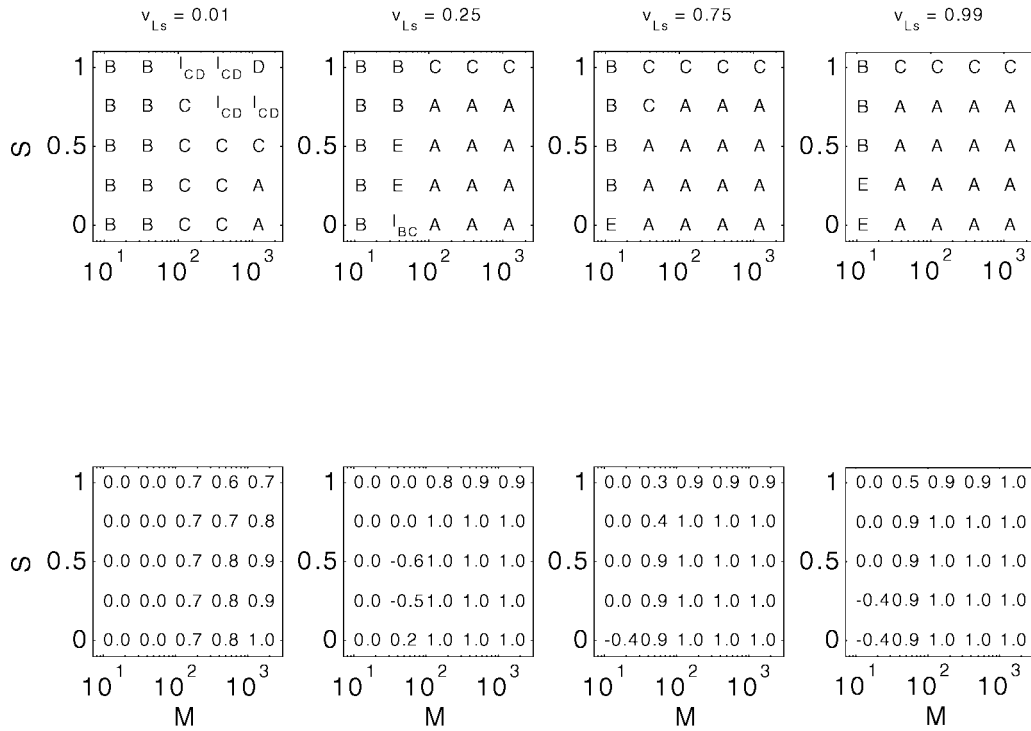 v_Ls = 0.01 v_Ls = 0.25 v_Ls = 0.75 v_Ls = 0.99
1 B B I_CD I_CD D 1 B B C C C 1 B C C C C 1 B C C C C
B B C I_CD I_CD B B A A A B C A A A B A A A A
S 0.5 B B C C C 0.5 B E A A A 0.5 B A A A A 0.5 B A A A A
B B C C A B E A A A B A A A A E A A A A
0 B B C C A 0 B I_BC A A A 0 E A A A A 0 E A A A A
10^1 10^2 10^3 10^1 10^2 10^3 10^1 10^2 10^3 10^1 10^2 10^3
1 0.0 0.0 0.7 0.6 0.7 1 0.0 0.0 0.8 0.9 0.9 1 0.0 0.3 0.9 0.9 0.9 1 0.0 0.5 0.9 0.9 1.0
0.0 0.0 0.7 0.7 0.8 0.0 0.0 1.0 1.0 1.0 0.0 0.4 1.0 1.0 1.0 0.0 0.9 1.0 1.0 1.0
S 0.5 0.0 0.0 0.7 0.8 0.9 0.5 0.0 -0.6 1.0 1.0 1.0 0.5 0.0 0.9 1.0 1.0 1.0 0.5 0.0 0.9 1.0 1.0 1.0
0.0 0.0 0.7 0.8 0.9 0.0 -0.5 1.0 1.0 1.0 0.0 0.9 1.0 1.0 1.0 -0.4 0.9 1.0 1.0 1.0
0 0.0 0.0 0.7 0.8 1.0 0 0.0 0.2 1.0 1.0 1.0 0 -0.4 0.9 1.0 1.0 1.0 0 -0.4 0.9 1.0 1.0 1.0
10^1 10^2 10^3 10^1 10^2 10^3 10^1 10^2 10^3 10^1 10^2 10^3
M M M M